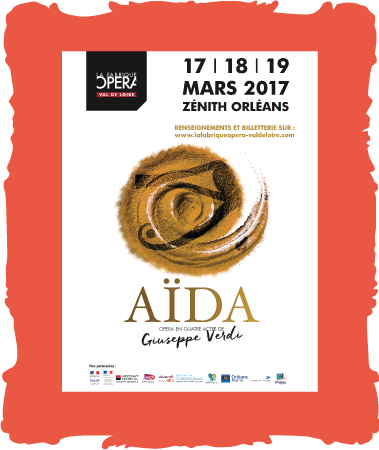 LA FABRIQUE
OPÉRA
VAL DE LOIRE
17 | 18 | 19
MARS 2017
ZÉNITH ORLÉANS
RENSEIGNEMENTS ET BILLETTERIE SUR :
www.lafabriqueopera-valdeloire.com
AÏDA
OPERA EN QUATRE ACTES DE
Giuseppe Verdi
Nos partenaires :